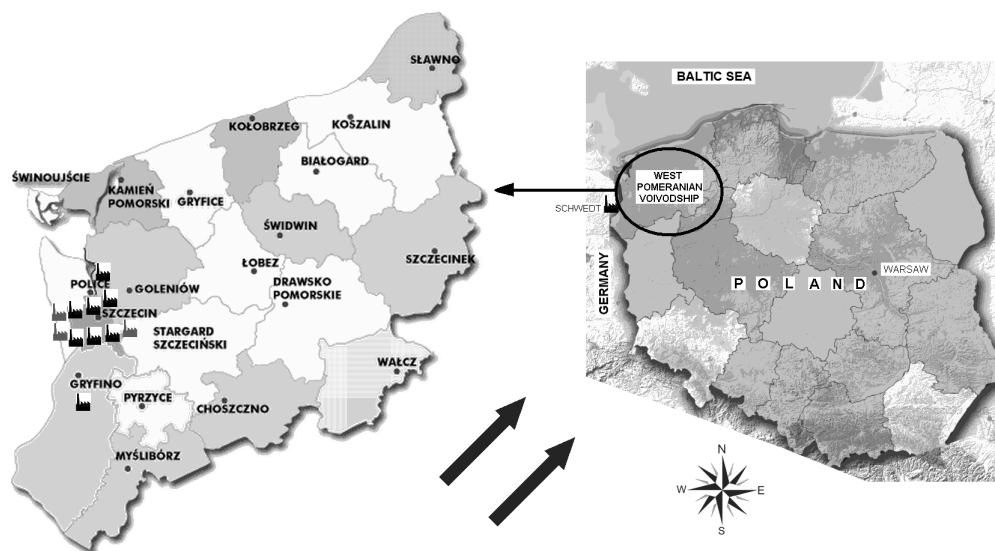 SŁAWNO
KOŁOBRZEG
KOSZALIN
BIAŁOGARD
ŚWINOUJŚCIE
KAMIEŃ
POMORSKI
GRYFICE
ŚWIDWIN
SZCZECINEK
ŁOBEZ
POLICE
GOLENIÓW
DRAWSKO
POMORSKIE
SZCZECIN
STARGARD
SZCZECIŃSKI
WAŁCZ
GRYFINO
PYRZYCE
CHOSZCZNO
MYŚLIBÓRZ
BALTIC SEA
WEST
POMERANIAN
VOIVODSHIP
SCHWEDT
GERMANY
WARSAW
P O L A N D
N
W E
S